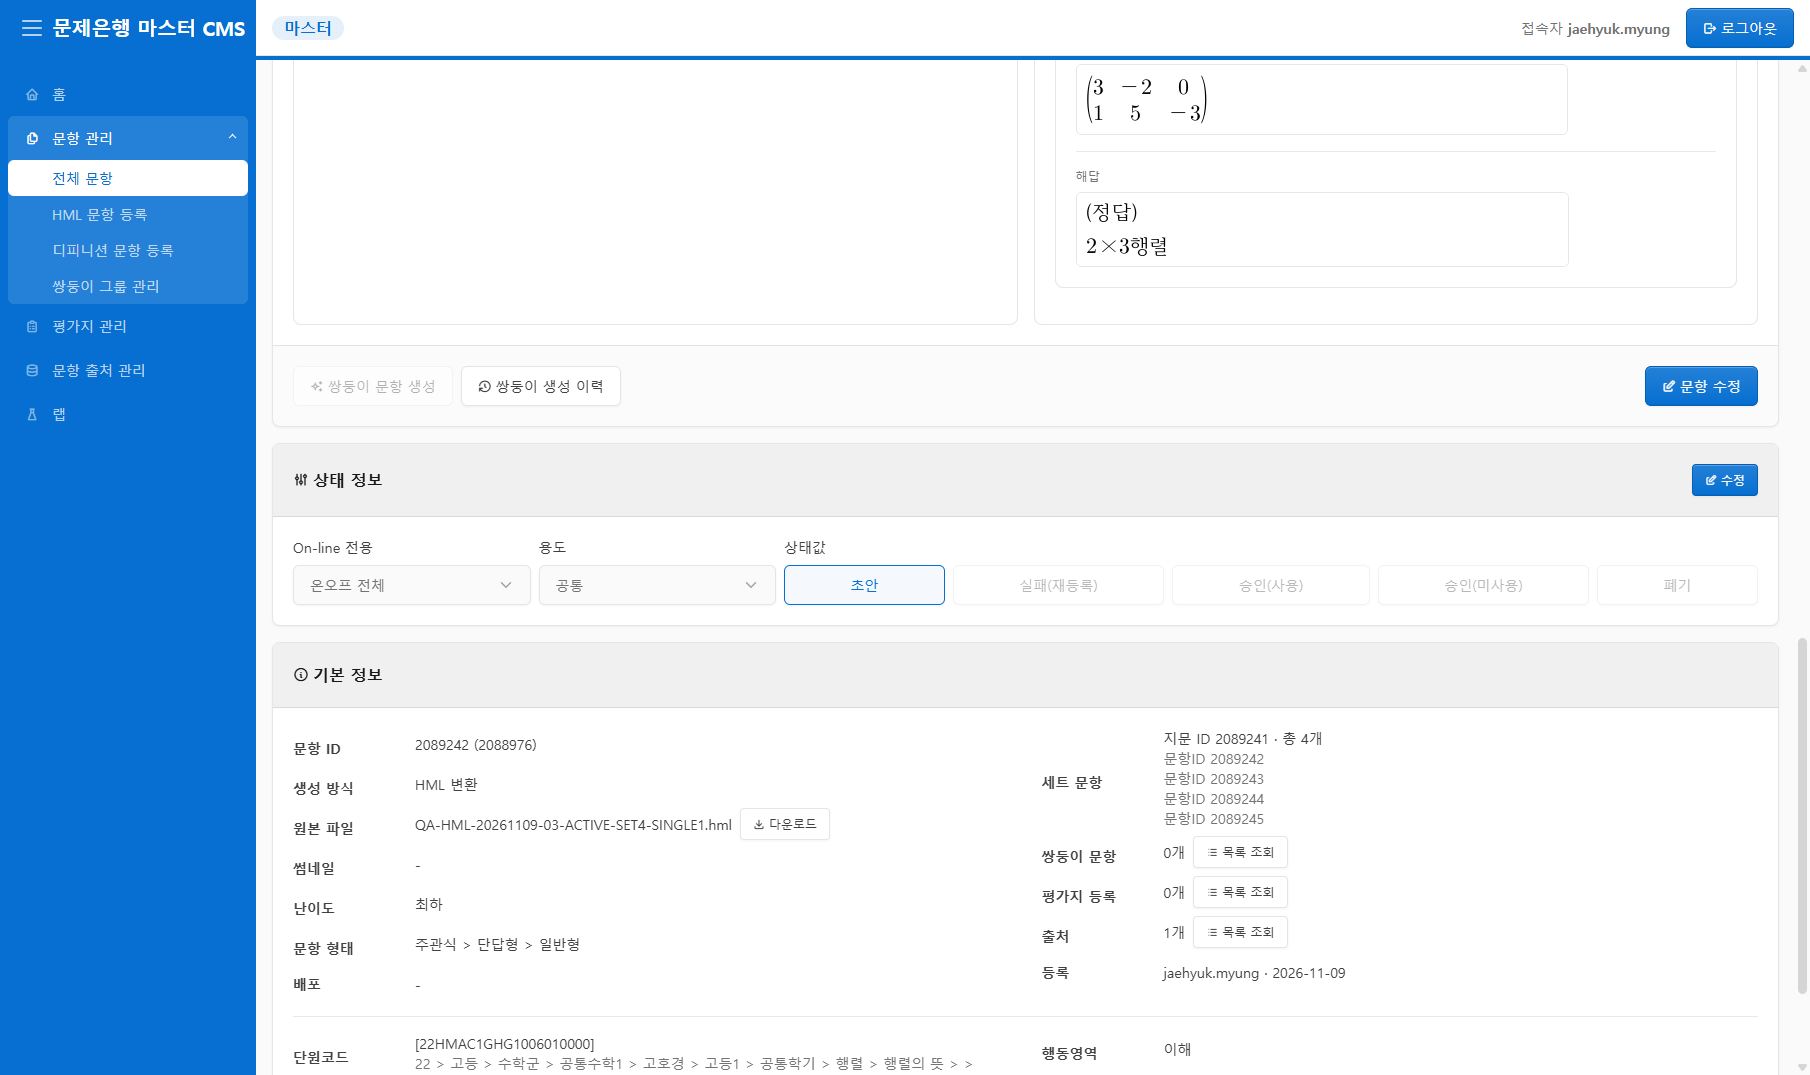 문제은행 마스터 CMS
마스터
접속자 jaehyuk.myung
로그아웃
홈
문항 관리
전체 문항
HML 문항 등록
디피니션 문항 등록
쌍둥이 그룹 관리
평가지 관리
문항 출처 관리
랩
3 −2 0
1 5 −3
해답
(정답)
2×3행렬
쌍둥이 문항 생성
쌍둥이 생성 이력
문항 수정
상태 정보
수정
On-line 전용
용도
상태값
온오프 전체
공통
초안
실패(재등록)
승인(사용)
승인(미사용)
폐기
기본 정보
문항 ID
2089242 (2088976)
생성 방식
HML 변환
원본 파일
QA-HML-20261109-03-ACTIVE-SET4-SINGLE1.hml
다운로드
썸네일
-
난이도
최하
문항 형태
주관식 > 단답형 > 일반형
배포
-
세트 문항
지문 ID 2089241 · 총 4개
문항ID 2089242
문항ID 2089243
문항ID 2089244
문항ID 2089245
쌍둥이 문항
0개
목록 조회
평가지 등록
0개
목록 조회
출처
1개
목록 조회
등록
jaehyuk.myung · 2026-11-09
단원코드
[22HMAC1GHG1006010000]
22 > 고등 > 수학군 > 공통수학1 > 고호경 > 고등1 > 공통학기 > 행렬 > 행렬의 뜻 > >
행동영역
이해